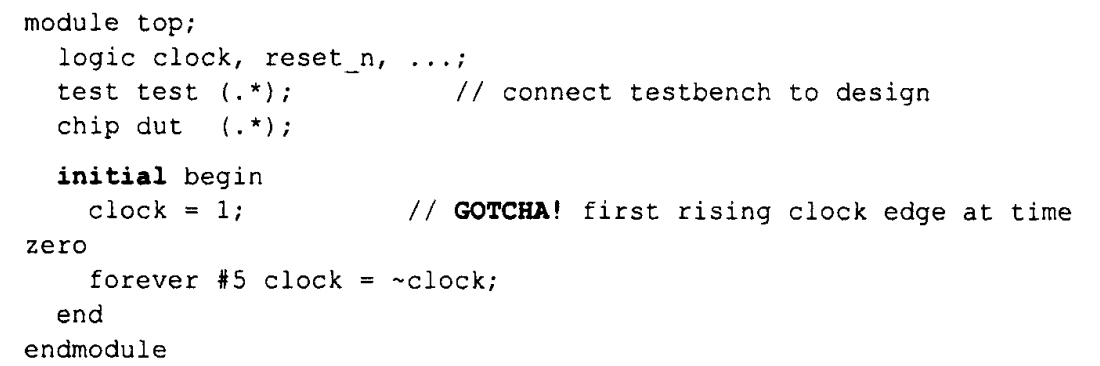 module top;
  logic clock, reset_n, ...;
  test test (.*);            // connect testbench to design
  chip dut  (.*);
  initial begin
    clock = 1;            // GOTCHA! first rising clock edge at time
zero
    forever #5 clock = ~clock;
  end
endmodule